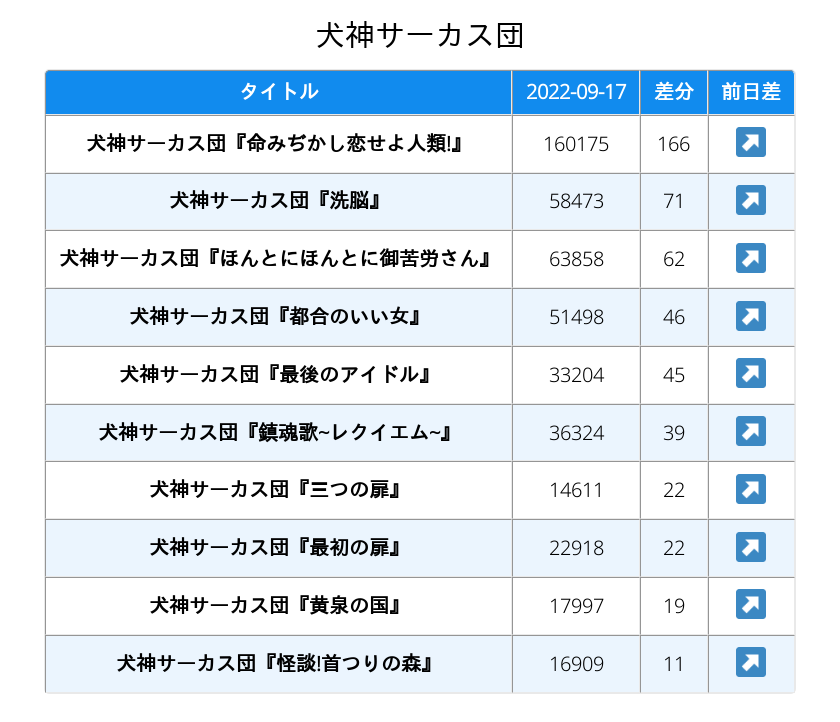 犬神サーカス団
タイトル 2022-09-17 差分 前日差
犬神サーカス団『命みぢかし恋せよ人類!』 160175 166
犬神サーカス団『洗脳』 58473 71
犬神サーカス団『ほんとにほんとに御苦労さん』 63858 62
犬神サーカス団『都合のいい女』 51498 46
犬神サーカス団『最後のアイドル』 33204 45
犬神サーカス団『鎮魂歌~レクイエム~』 36324 39
犬神サーカス団『三つの扉』 14611 22
犬神サーカス団『最初の扉』 22918 22
犬神サーカス団『黄泉の国』 17997 19
犬神サーカス団『怪談!首つりの森』 16909 11